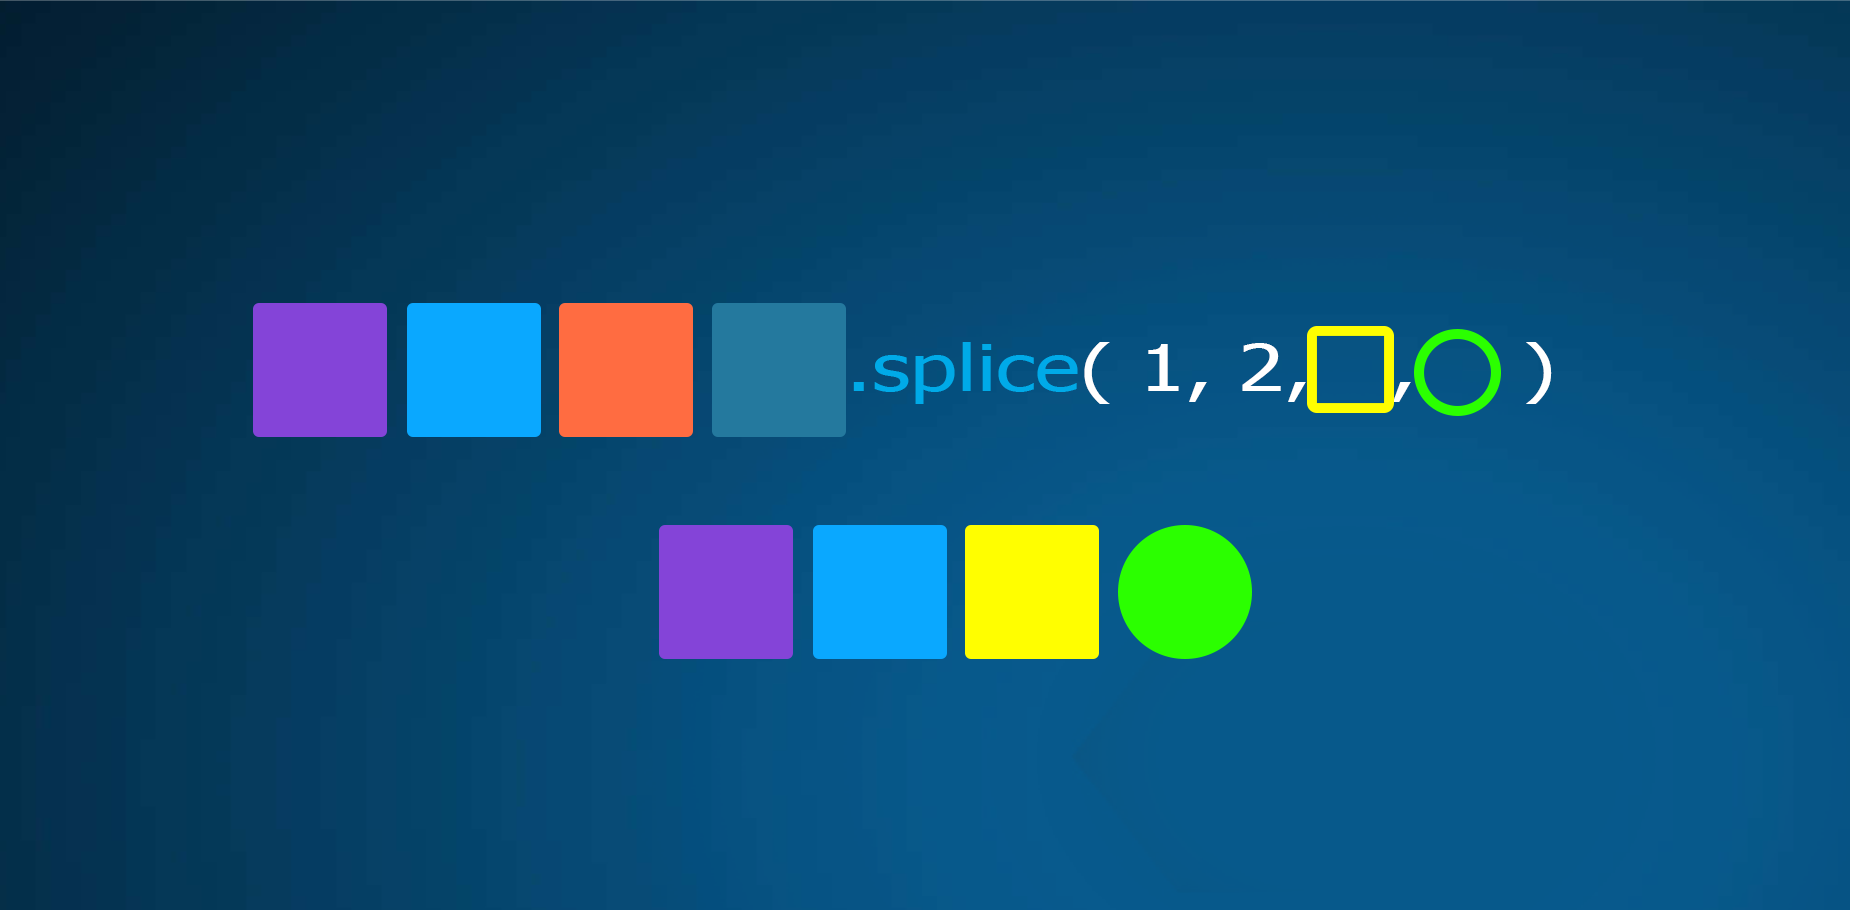 .splice( 1, 2, , )